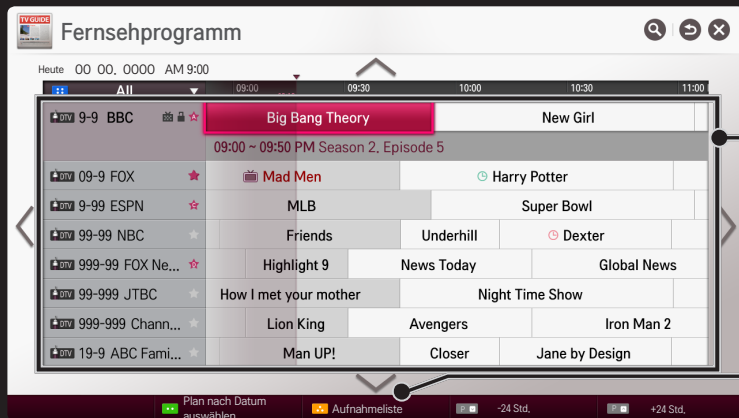 TV GUIDE
Fernsehprogramm
Heute 00 00, 0000 AM 9:00
All 09:00 09:30 10:00 10:30 11:00
DTV 9-9 BBC Big Bang Theory New Girl
09:00 ~ 09:50 PM Season 2, Episode 5
DTV 09-9 FOX Mad Men Harry Potter
DTV 9-99 ESPN MLB Super Bowl
DTV 99-99 NBC Friends Underhill Dexter
DTV 999-99 FOX Ne... Highlight 9 News Today Global News
DTV 99-999 JTBC How I met your mother Night Time Show
DTV 999-999 Chann... Lion King Avengers Iron Man 2
DTV 19-9 ABC Fami... Man UP! Closer Jane by Design
Plan nach Datum
auswählen Aufnahmeliste P -24 Std, P +24 Std,